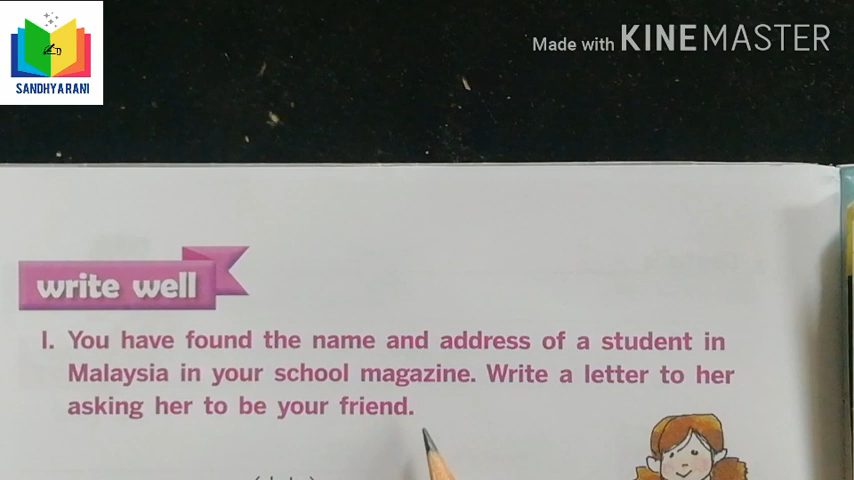 SANDHYARANI
Made with KINEMASTER
write well
I. You have found the name and address of a student in
Malaysia in your school magazine. Write a letter to her
asking her to be your friend.